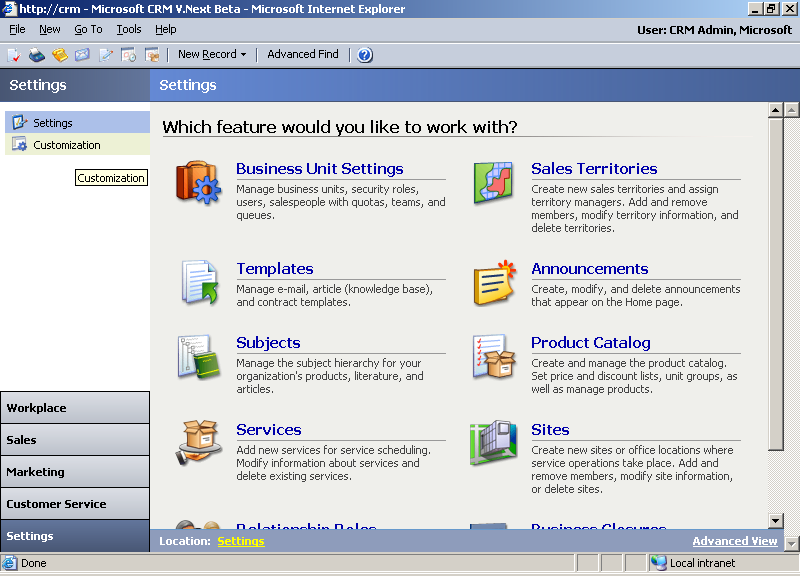 http://crm - Microsoft CRM V.Next Beta - Microsoft Internet Explorer
File New Go To Tools Help
User: CRM Admin, Microsoft
New Record Advanced Find
Settings
Settings
Settings
Customization
Customization
Workplace
Sales
Marketing
Customer Service
Settings
Which feature would you like to work with?
Business Unit Settings
Manage business units, security roles,
users, salespeople with quotas, teams, and
queues.
Sales Territories
Create new sales territories and assign
territory managers. Add and remove
members, modify territory information, and
delete territories.
Templates
Manage e-mail, article (knowledge base),
and contract templates.
Announcements
Create, modify, and delete announcements
that appear on the Home page.
Subjects
Manage the subject hierarchy for your
organization's products, literature, and
articles.
Product Catalog
Create and manage the product catalog.
Set price and discount lists, unit groups, as
well as manage products.
Services
Add new services for service scheduling.
Modify information about services and
delete existing services.
Sites
Create new sites or office locations where
service operations take place. Add and
remove members, modify site information,
or delete sites.
Relationship Roles
Business Closures
Location: Settings
Advanced View
Done
Local intranet